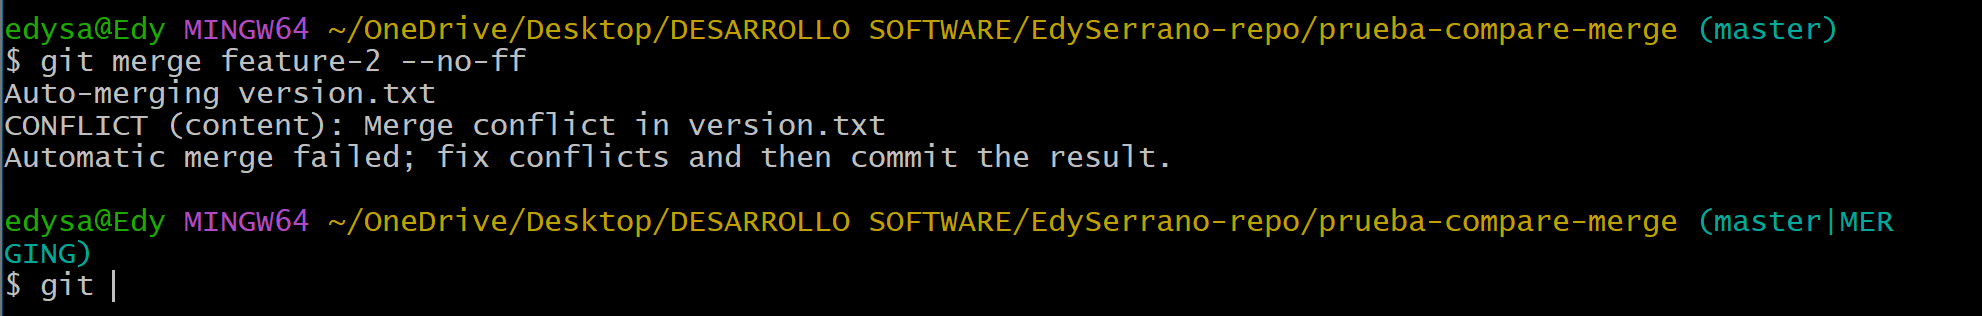 edysa@Edy MINGW64 ~/OneDrive/Desktop/DESARROLLO SOFTWARE/EdySerrano-repo/prueba-compare-merge (master)
$ git merge feature-2 --no-ff
Auto-merging version.txt
CONFLICT (content): Merge conflict in version.txt
Automatic merge failed; fix conflicts and then commit the result.
edysa@Edy MINGW64 ~/OneDrive/Desktop/DESARROLLO SOFTWARE/EdySerrano-repo/prueba-compare-merge (master|MER
GING)
$ git